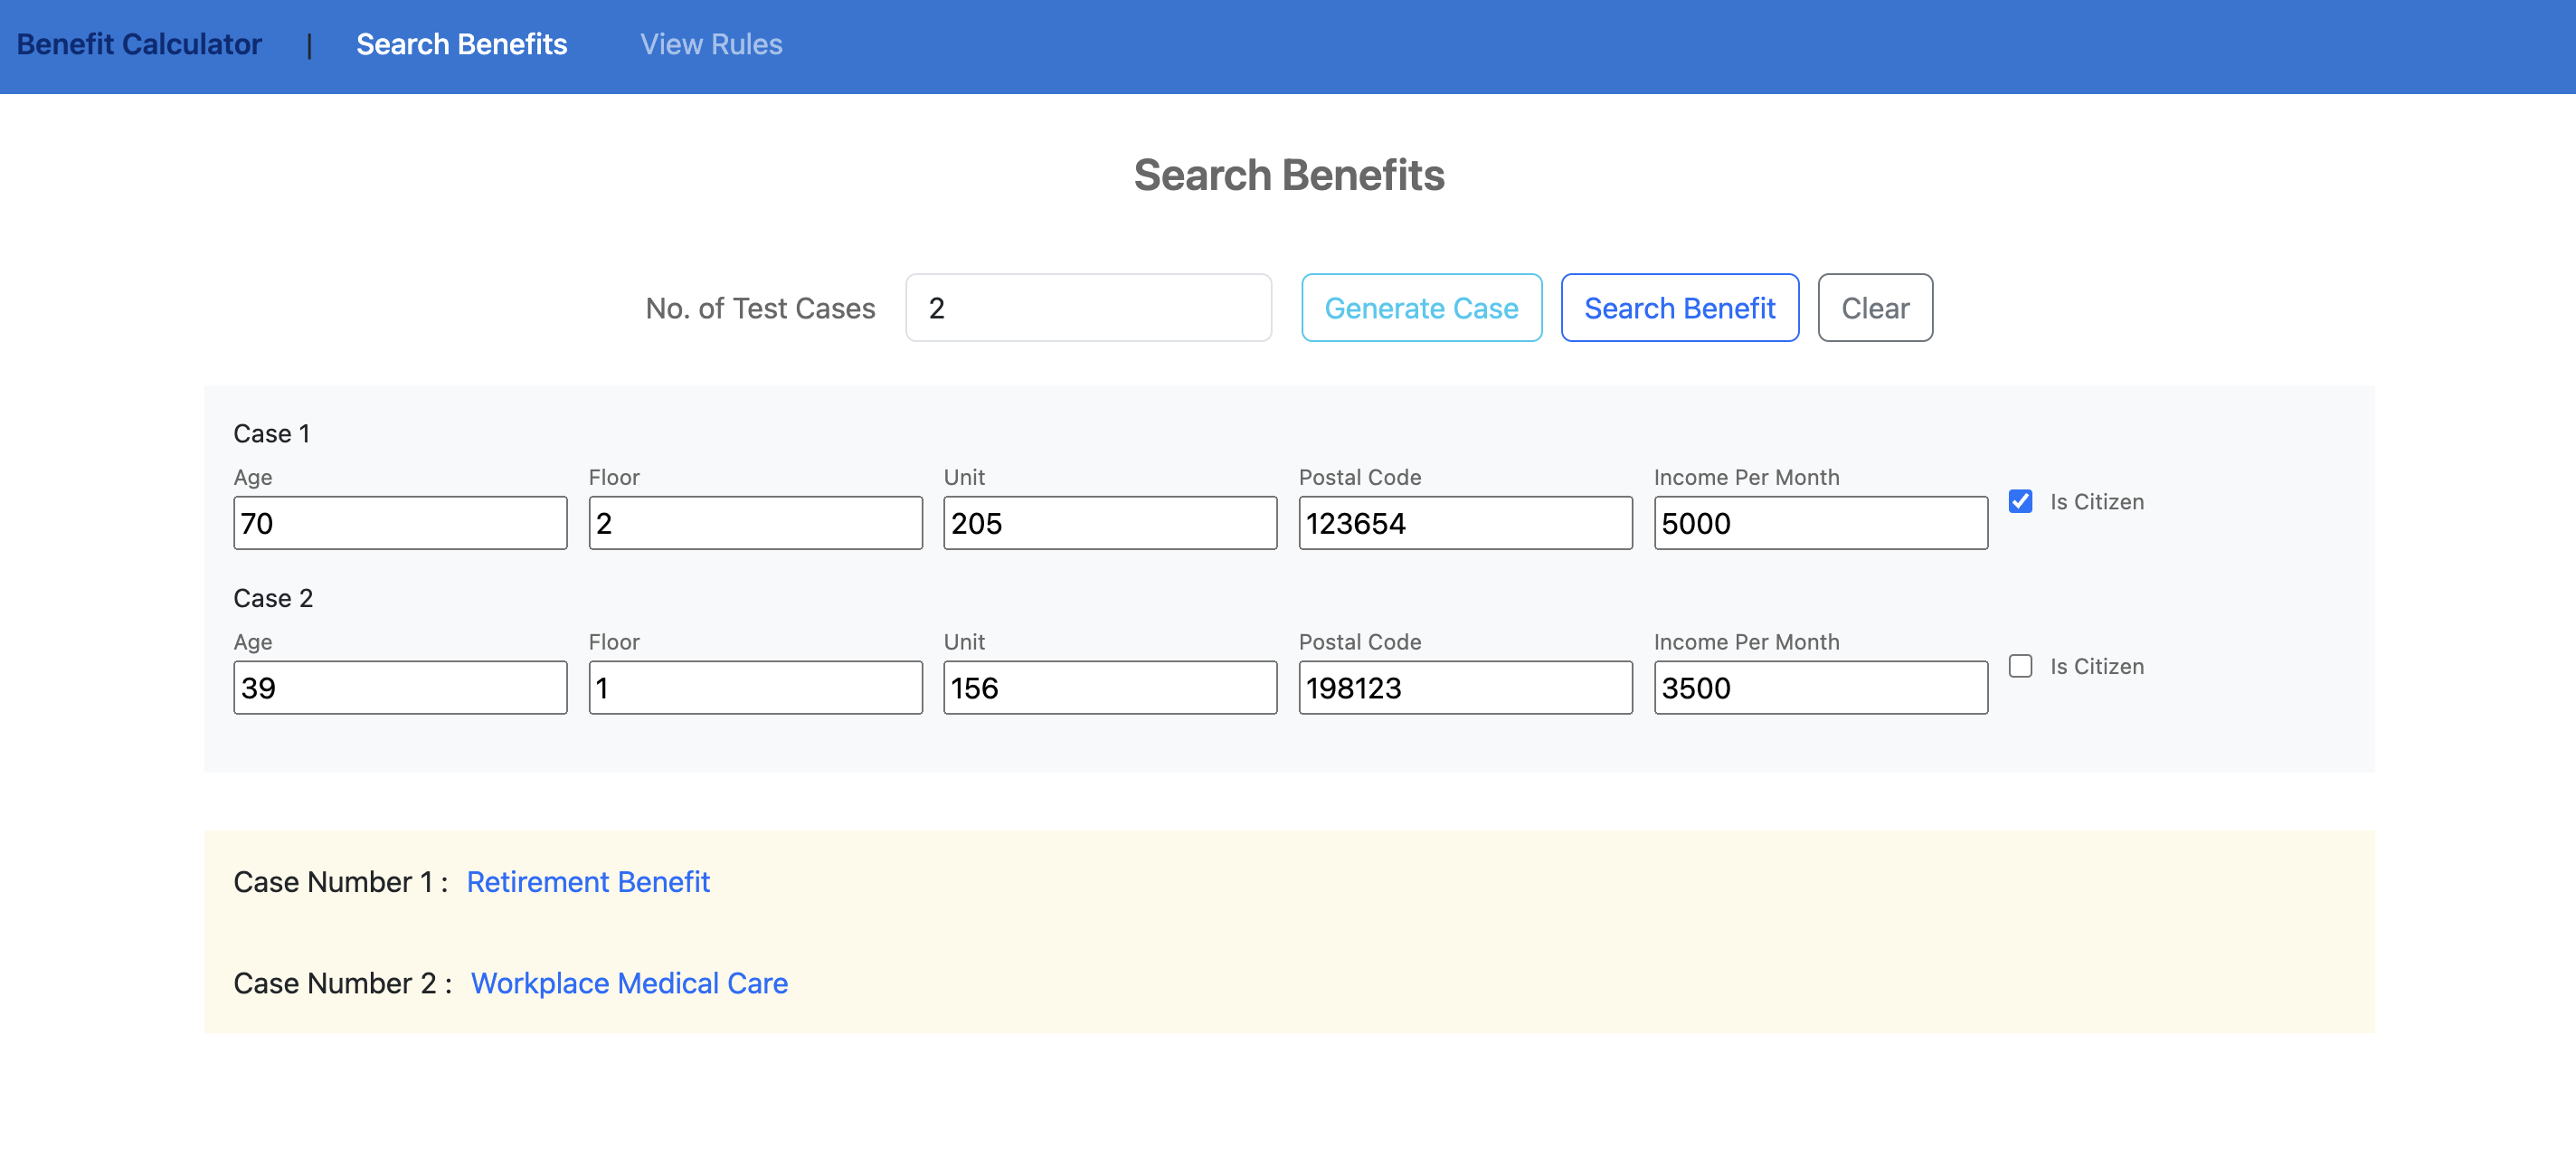 Benefit Calculator | Search Benefits View Rules
Search Benefits
No. of Test Cases 2 Generate Case Search Benefit Clear
Case 1
Age Floor Unit Postal Code Income Per Month
70 2 205 123654 5000 Is Citizen
Case 2
Age Floor Unit Postal Code Income Per Month
39 1 156 198123 3500 Is Citizen
Case Number 1 : Retirement Benefit
Case Number 2 : Workplace Medical Care